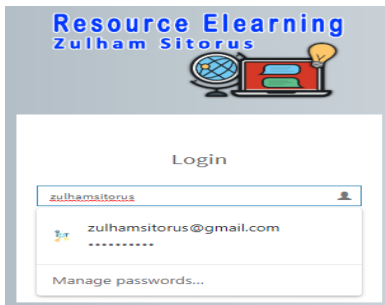 Resource Elearning
Zulham Sitorus
Login
zulhamsitorus
zulhamsitorus@gmail.com
••••••••••
Manage passwords...